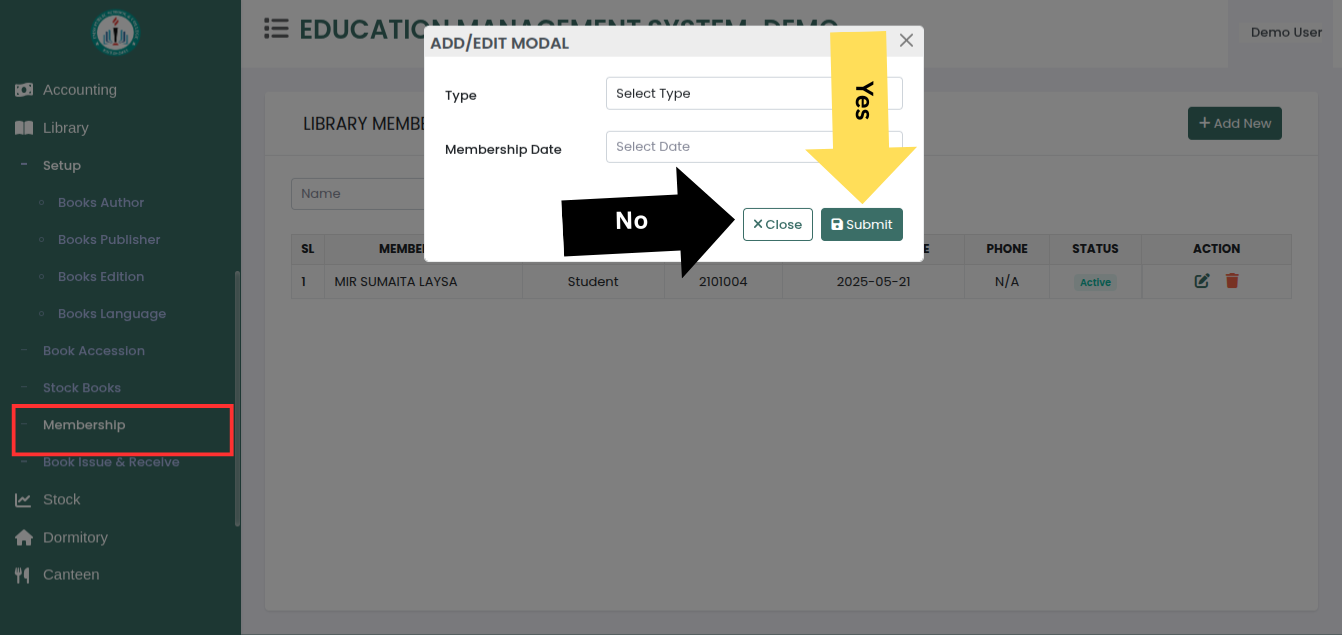 EDUCATION MANAGEMENT SYSTEM-DEMO
Demo User
Accounting
Library
Setup
Books Author
Books Publisher
Books Edition
Books Language
Book Accession
Stock Books
Membership
Book Issue & Receive
Stock
Dormitory
Canteen
ADD/EDIT MODAL
Type
Select Type
Membership Date
Select Date
Yes
No
Close
Submit
LIBRARY MEMBE
Add New
Name
SL MEMBE E PHONE STATUS ACTION
1 MIR SUMAITA LAYSA Student 2101004 2025-05-21 N/A Active